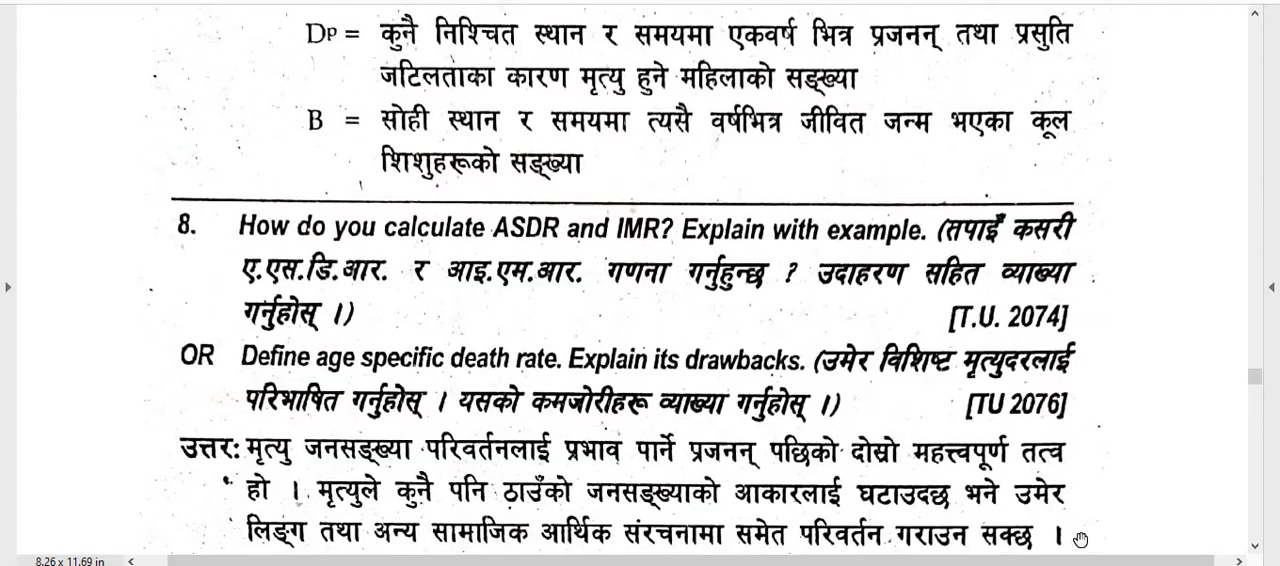 Dp = कुनै निश्चित स्थान र समयमा एकवर्ष भित्र प्रजनन् तथा प्रसुति
जटिलताका कारण मृत्यु हुने महिलाको सङ्ख्या
B = सोही स्थान र समयमा त्यसै वर्षभित्र जीवित जन्म भएका कूल
शिशुहरूको सङ्ख्या
8. How do you calculate ASDR and IMR? Explain with example. (तपाइँ कसरी
ए.एस.डि.आर. र आइ.एम.आर. गणना गर्नुहुन्छ ? उदाहरण सहित व्याख्या
गर्नुहोस् ।) [T.U. 2074]
OR Define age specific death rate. Explain its drawbacks. (उमेर विशिष्ट मृत्युदरलाई
परिभाषित गर्नुहोस् । यसको कमजोरीहरू व्याख्या गर्नुहोस् ।) [TU 2076]
उत्तर: मृत्यु जनसङ्ख्या परिवर्तनलाई प्रभाव पार्ने प्रजनन् पछिको दोस्रो महत्त्वपूर्ण तत्व
हो । मृत्युले कुनै पनि ठाउँको जनसङ्ख्याको आकारलाई घटाउदछ भने उमेर
लिङ्ग तथा अन्य सामाजिक आर्थिक संरचनामा समेत परिवर्तन गराउन सक्छ ।
8.26 x 11.69 in